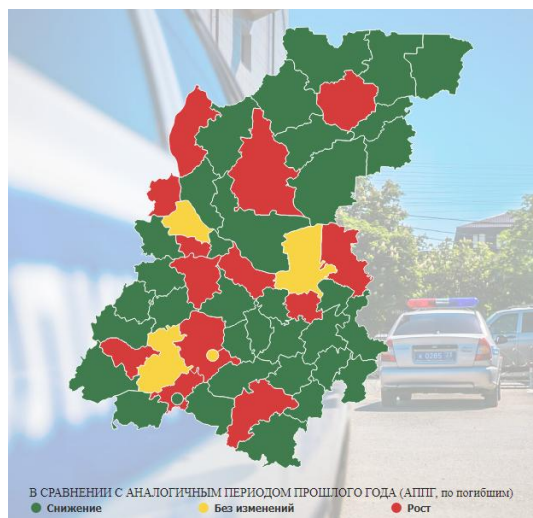 В СРАВНЕНИИ С АНАЛОГИЧНЫМ ПЕРИОДОМ ПРОШЛОГО ГОДА (АППГ, по погибшим)
Снижение Без изменений Рост